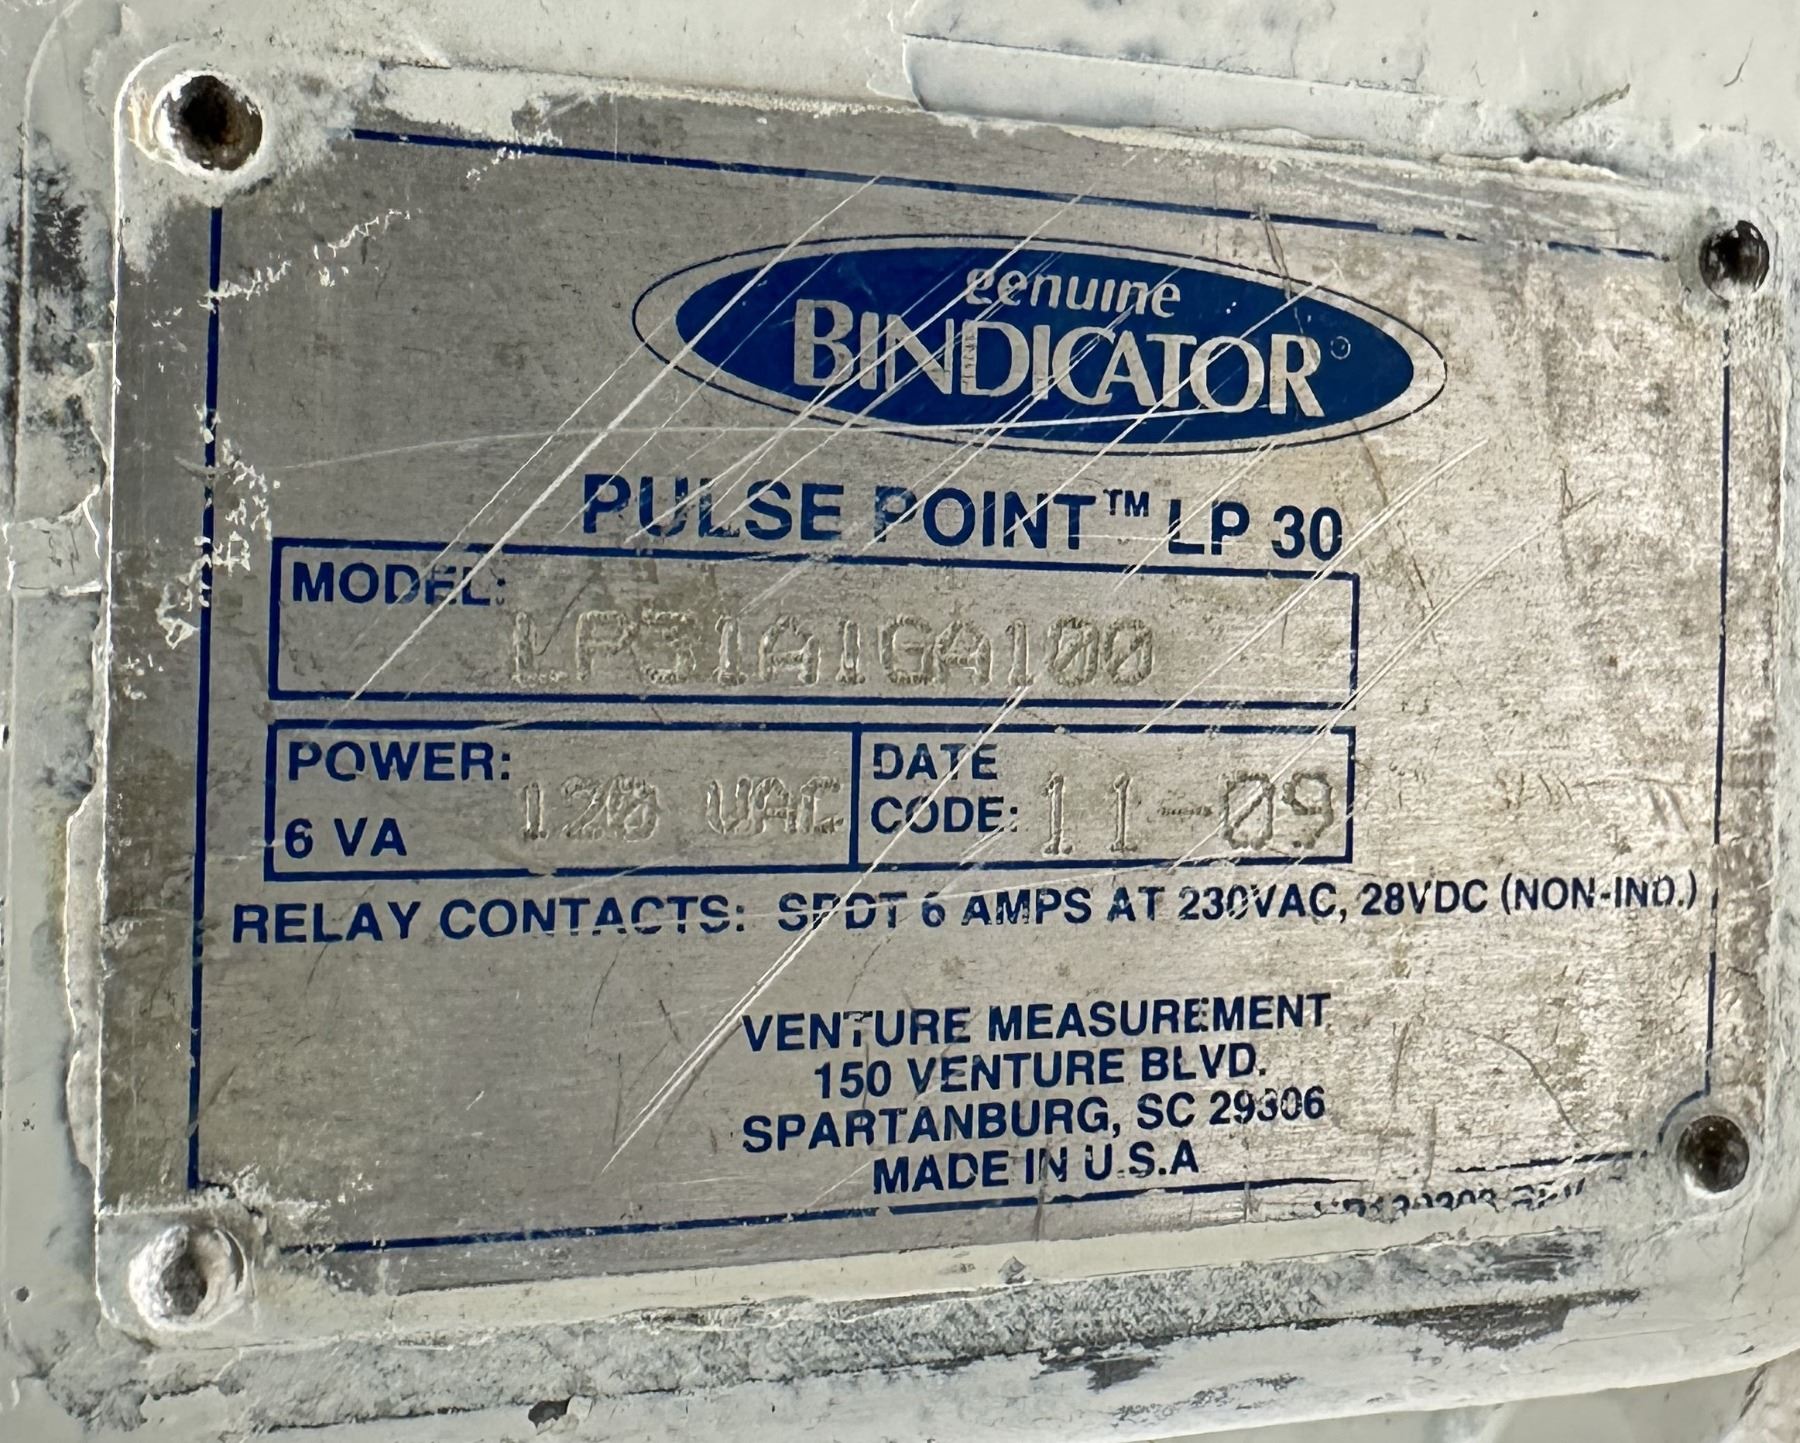 genuine
BINDICATOR®
PULSE POINT™ LP 30
MODEL:
LP31A1GA100
POWER:
120 VAC
6 VA
DATE
CODE: 11-09
RELAY CONTACTS: SPDT 6 AMPS AT 230VAC, 28VDC (NON-IND.)
VENTURE MEASUREMENT
150 VENTURE BLVD.
SPARTANBURG, SC 29306
MADE IN U.S.A